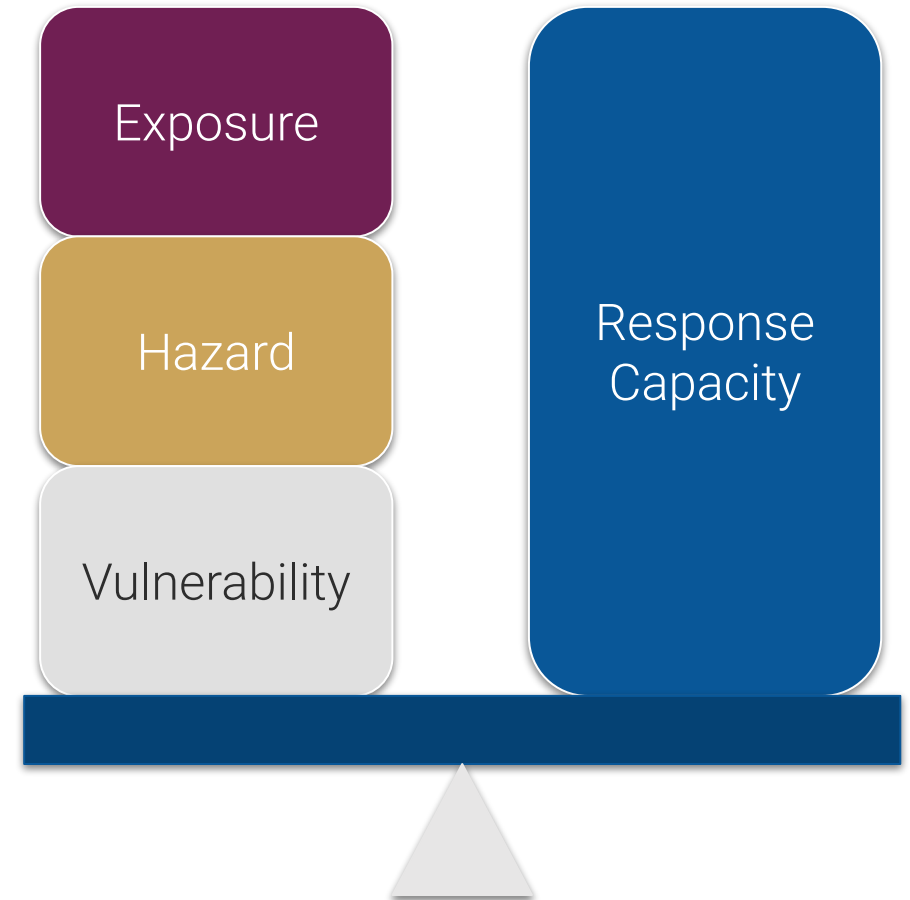 Exposure
Hazard
Vulnerability
Response
Capacity